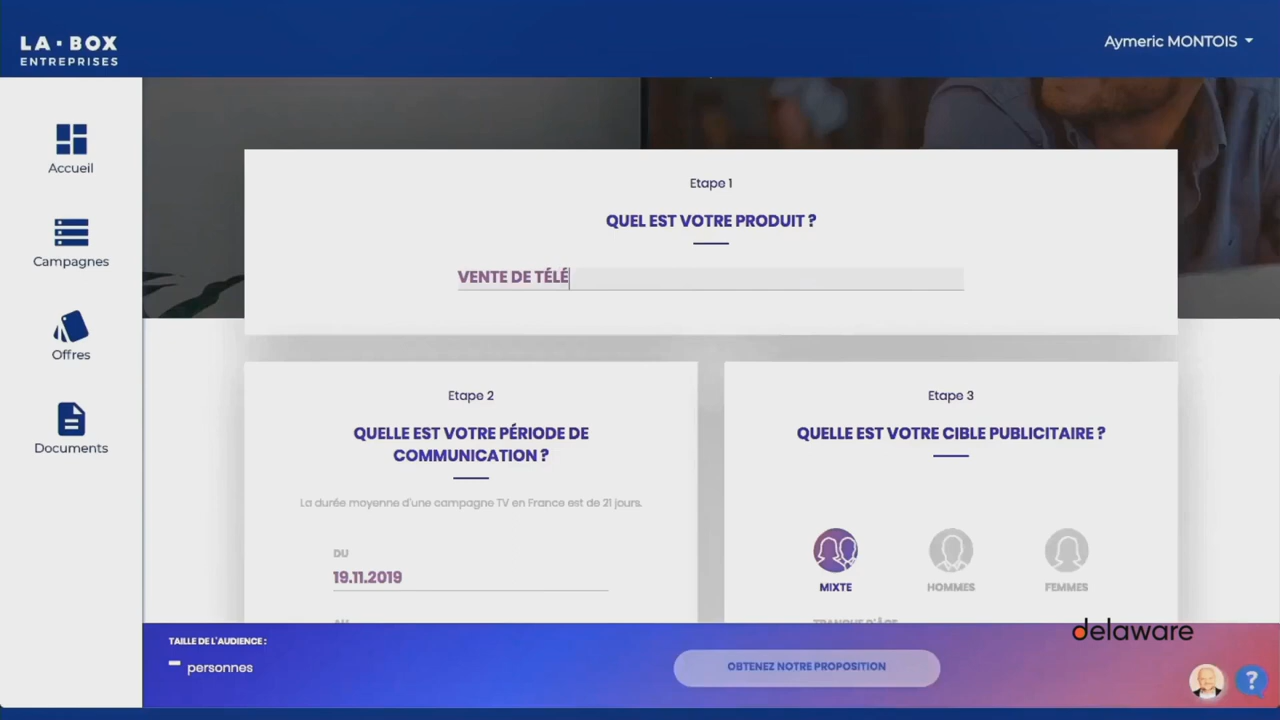 LA·BOX
ENTREPRISES
Aymeric MONTOIS
Accueil
Campagnes
Offres
Documents
Etape 1
QUEL EST VOTRE PRODUIT ?
VENTE DE TÉLÉ
Etape 2
QUELLE EST VOTRE PÉRIODE DE
COMMUNICATION ?
La durée moyenne d'une campagne TV en France est de 21 jours.
DU
19.11.2019
AU
Etape 3
QUELLE EST VOTRE CIBLE PUBLICITAIRE ?
MIXTE
HOMMES
FEMMES
TRANCHE D'ÂGE
TAILLE DE L'AUDIENCE :
- personnes
OBTENEZ NOTRE PROPOSITION
delaware
?